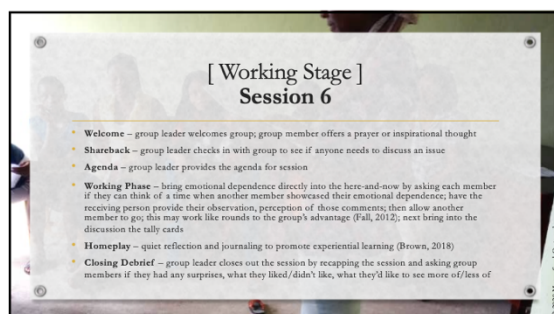 [ Working Stage ]
Session 6
• Welcome – group leader welcomes group; group member offers a prayer or inspirational thought
• Shareback – group leader checks in with group to see if anyone needs to discuss an issue
• Agenda – group leader provides the agenda for session
• Working Phase – bring emotional dependence directly into the here-and-now by asking each member
if they can think of a time when another member showcased their emotional dependence; have the
receiving person provide their observation, perception of those comments; then allow another
member to go; this may work like rounds to the group's advantage (Fall, 2012); next bring into the
discussion the tally cards
• Homeplay – quiet reflection and journaling to promote experiential learning (Brown, 2018)
• Closing Debrief – group leader closes out the session by recapping the session and asking group
members if they had any surprises, what they liked/didn't like, what they'd like to see more of/less of